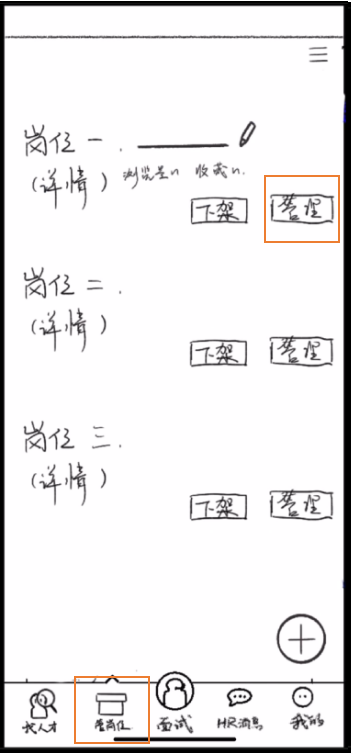 岗位一.
(详情) 浏览量n 收藏n.
下架 管理
岗位二.
(详情)
下架 管理
岗位三.
(详情)
下架 管理
找人才 管岗位 面试 HR消息 我的